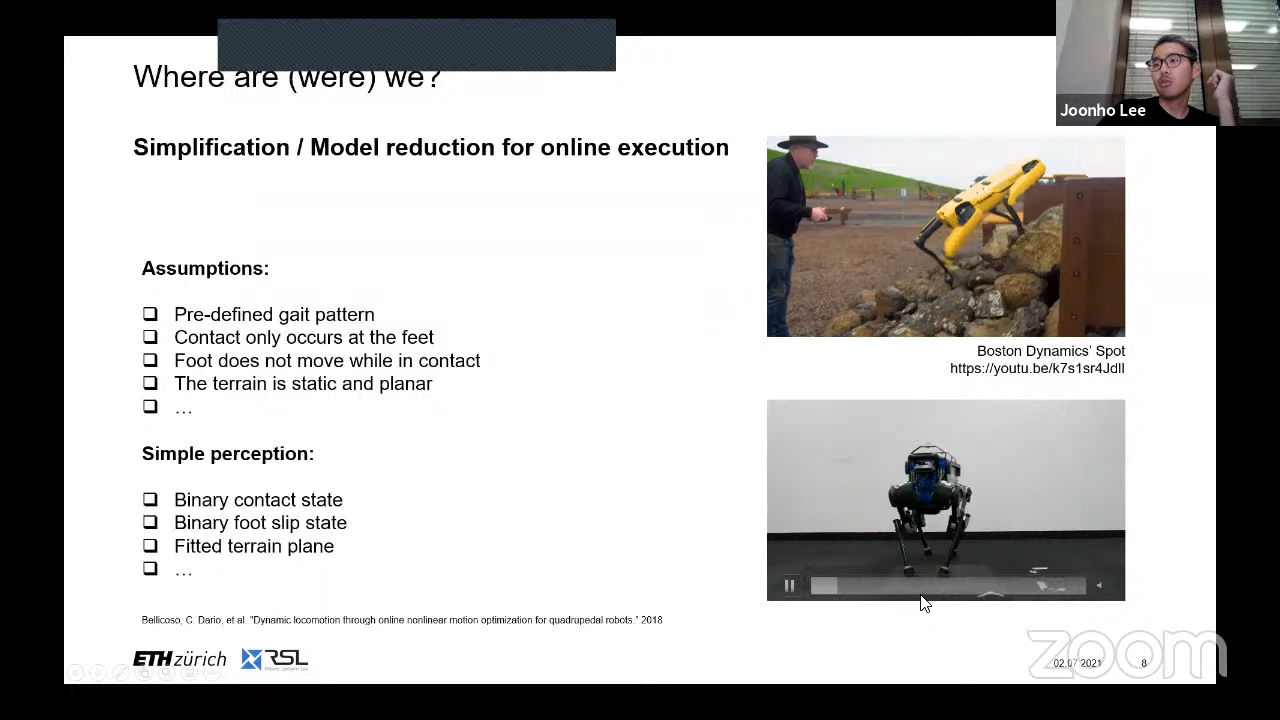 Where are (were) we?
Joonho Lee
Simplification / Model reduction for online execution
Assumptions:
❑ Pre-defined gait pattern
❑ Contact only occurs at the feet
❑ Foot does not move while in contact
❑ The terrain is static and planar
❑ …
Simple perception:
❑ Binary contact state
❑ Binary foot slip state
❑ Fitted terrain plane
❑ …
Boston Dynamics' Spot
https://youtu.be/k7s1sr4JdlI
Bellicoso, C. Dario, et al. "Dynamic locomotion through online nonlinear motion optimization for quadrupedal robots." 2018
ETH zürich
RSL
02.07.2021
8
zoom